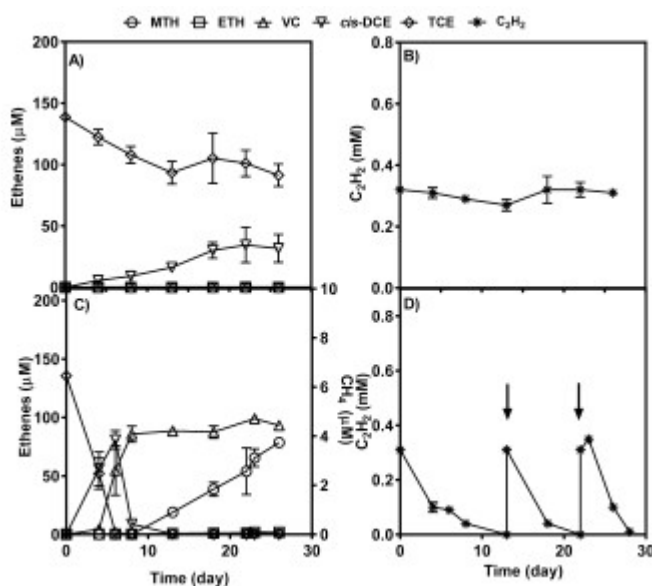 MTH ETH VC cis-DCE TCE C₂H₂
A)
B)
200
150
100
50
0
Ethenes (μM)
0.8
0.6
0.4
0.2
0.0
C₂H₂ (mM)
C)
D)
200
150
100
50
0
Ethenes (μM)
10
8
6
4
2
0
CH₄ (μM)
0.8
0.6
0.4
0.2
0.0
C₂H₂ (mM)
0 10 20 30
0 10 20 30
Time (day)
Time (day)